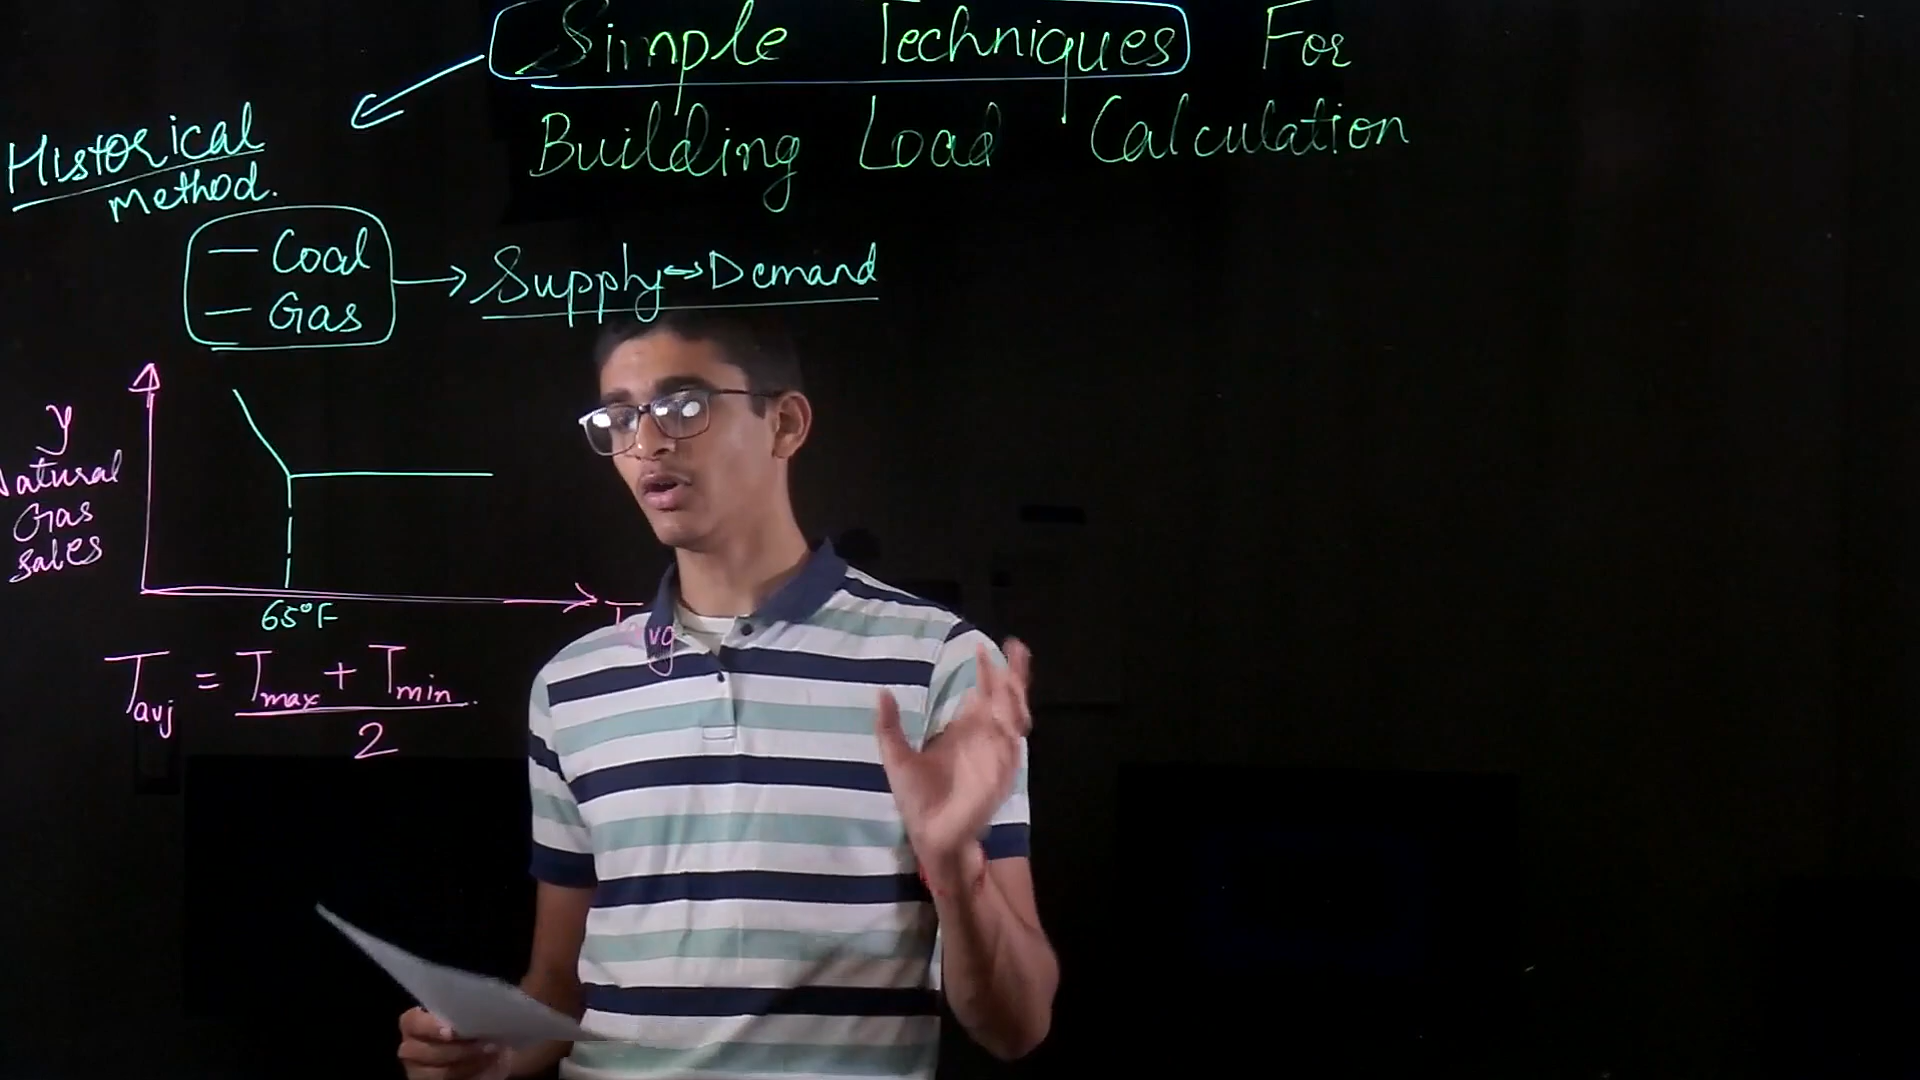 Simple Techniques For
Building Load Calculation
Historical
Method.
— Coal
— Gas
Supply ↔ Demand
y
Natural
Gas
Sales
65°F
Tavg
Tavj = Tmax + Tmin
2